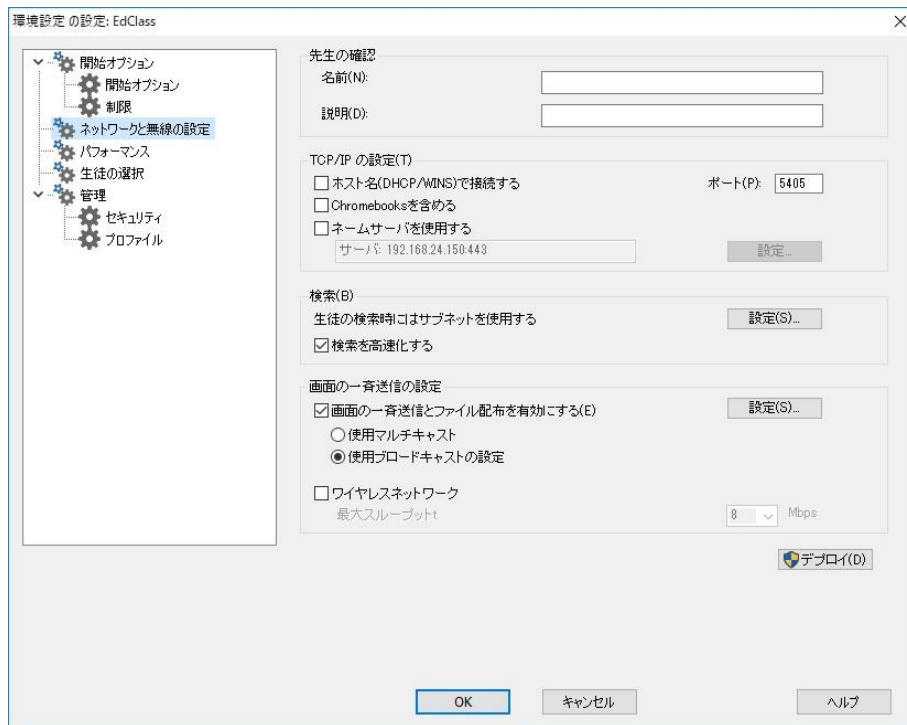 環境設定 の設定: EdClass
開始オプション
開始オプション
制限
ネットワークと無線の設定
パフォーマンス
生徒の選択
管理
セキュリティ
プロファイル
先生の確認
名前(N):
説明(D):
TCP/IP の設定(T)
ホスト名(DHCP/WINS)で接続する
ポート(P): 5405
Chromebooksを含める
ネームサーバを使用する
サーバ: 192.168.24.150:443
設定...
検索(B)
生徒の検索時にはサブネットを使用する
設定(S)...
検索を高速化する
画面の一斉送信の設定
画面の一斉送信とファイル配布を有効にする(E)
設定(S)...
使用マルチキャスト
使用ブロードキャストの設定
ワイヤレスネットワーク
最大スループットt
8 Mbps
デプロイ(D)
OK
キャンセル
ヘルプ